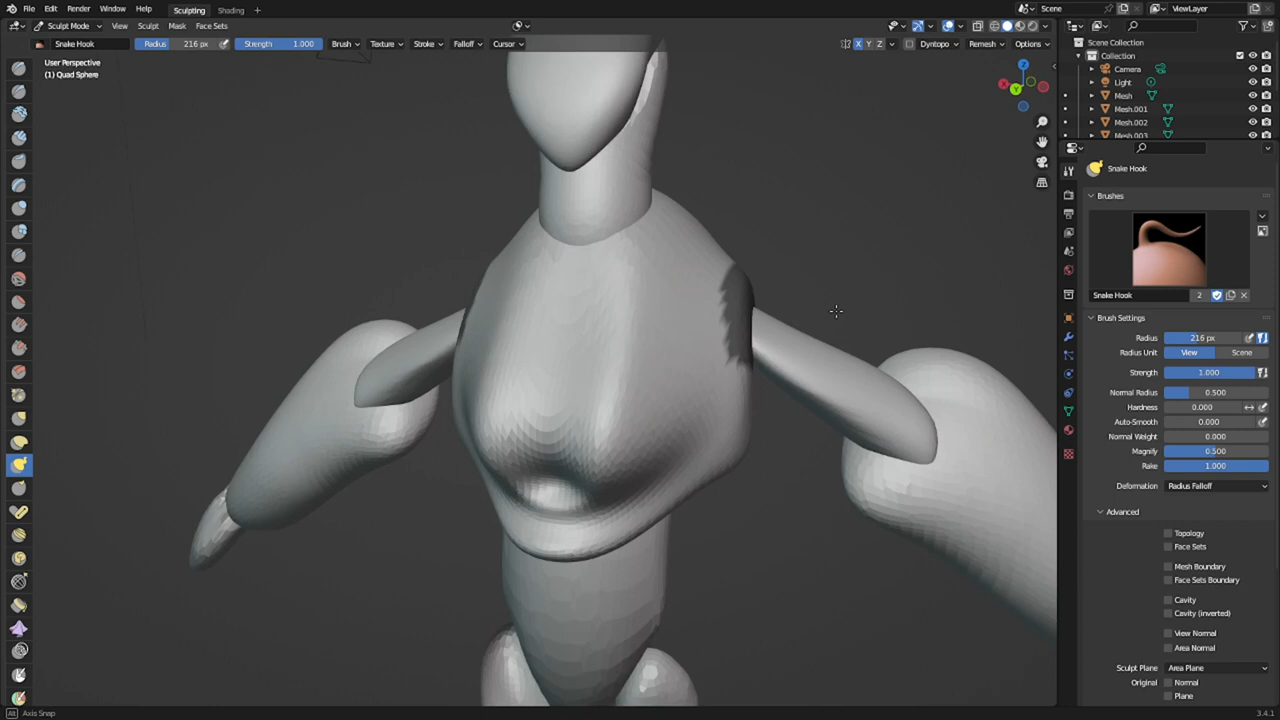 File Edit Render Window Help Sculpting Shading Scene ViewLayer
Sculpt Mode View Sculpt Mask Face Sets
Snake Hook Radius 216 px Strength 1.000 Brush Texture Stroke Falloff Cursor X Y Z Dyntopo Remesh Options
User Perspective
(1) Quad Sphere
Z
X
Y
Scene Collection
Collection
Camera
Light
Mesh
Mesh.001
Mesh.002
Mesh.003
Snake Hook
Brushes
Snake Hook 2
Brush Settings
Radius 216 px
Radius Unit View Scene
Strength 1.000
Normal Radius 0.500
Hardness 0.000
Auto-Smooth 0.000
Normal Weight 0.000
Magnify 0.500
Rake 1.000
Deformation Radius Falloff
Advanced
Topology
Face Sets
Mesh Boundary
Face Sets Boundary
Cavity
Cavity (inverted)
View Normal
Area Normal
Sculpt Plane Area Plane
Original Normal
Plane
Alt Axis Snap
3.4.1